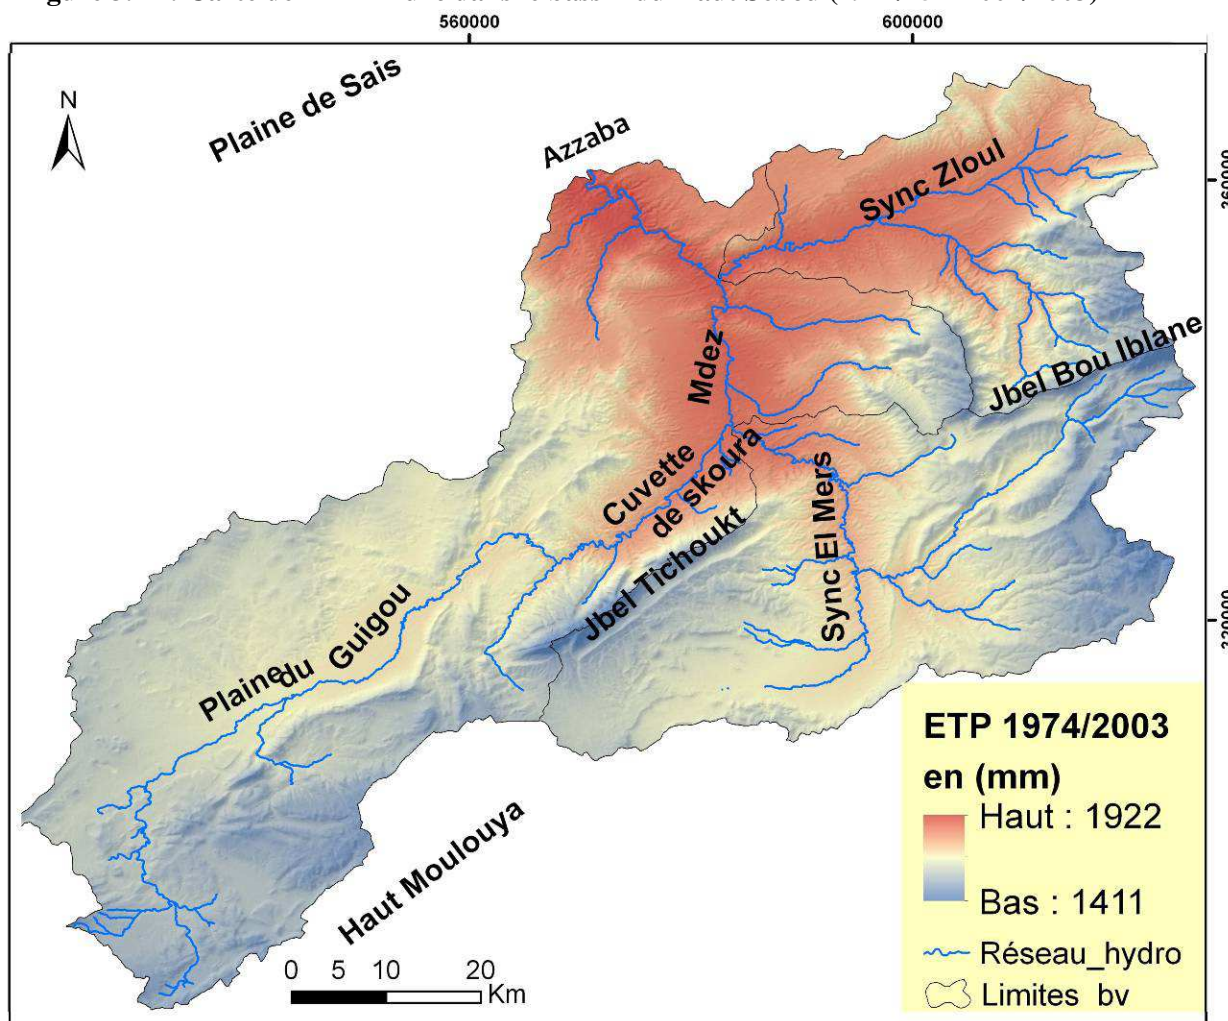 560000
600000
N
Plaine de Sais
Azzaba
Sync Zloul
360000
Mdez
Jbel Bou Iblane
Cuvette
de skoura
Sync El Mers
Jbel Tichoukt
320000
Plaine du Guigou
Haut Moulouya
ETP 1974/2003
en (mm)
Haut : 1922
Bas : 1411
Réseau_hydro
Limites bv
0 5 10 20
Km